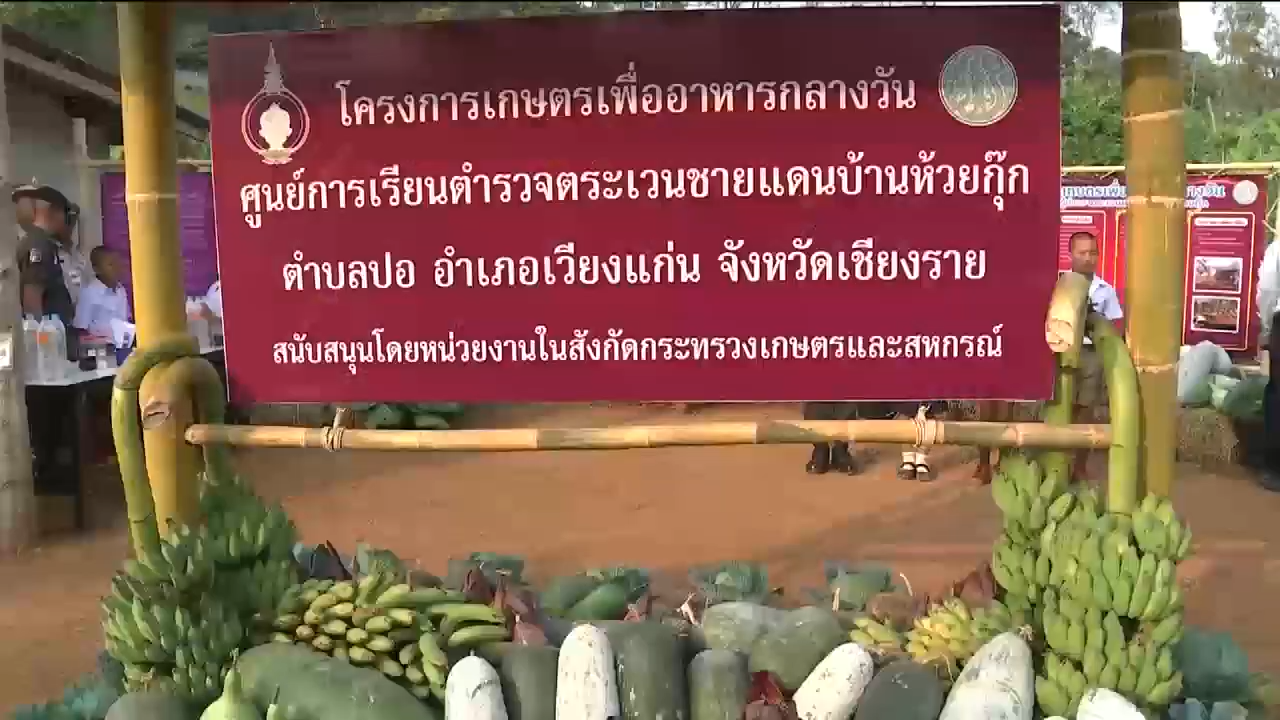 โครงการเกษตรเพื่ออาหารกลางวัน
ศูนย์การเรียนตำรวจตระเวนชายแดนบ้านห้วยกุ๊ก
ตำบลปอ อำเภอเวียงแก่น จังหวัดเชียงราย
สนับสนุนโดยหน่วยงานในสังกัดกระทรวงเกษตรและสหกรณ์